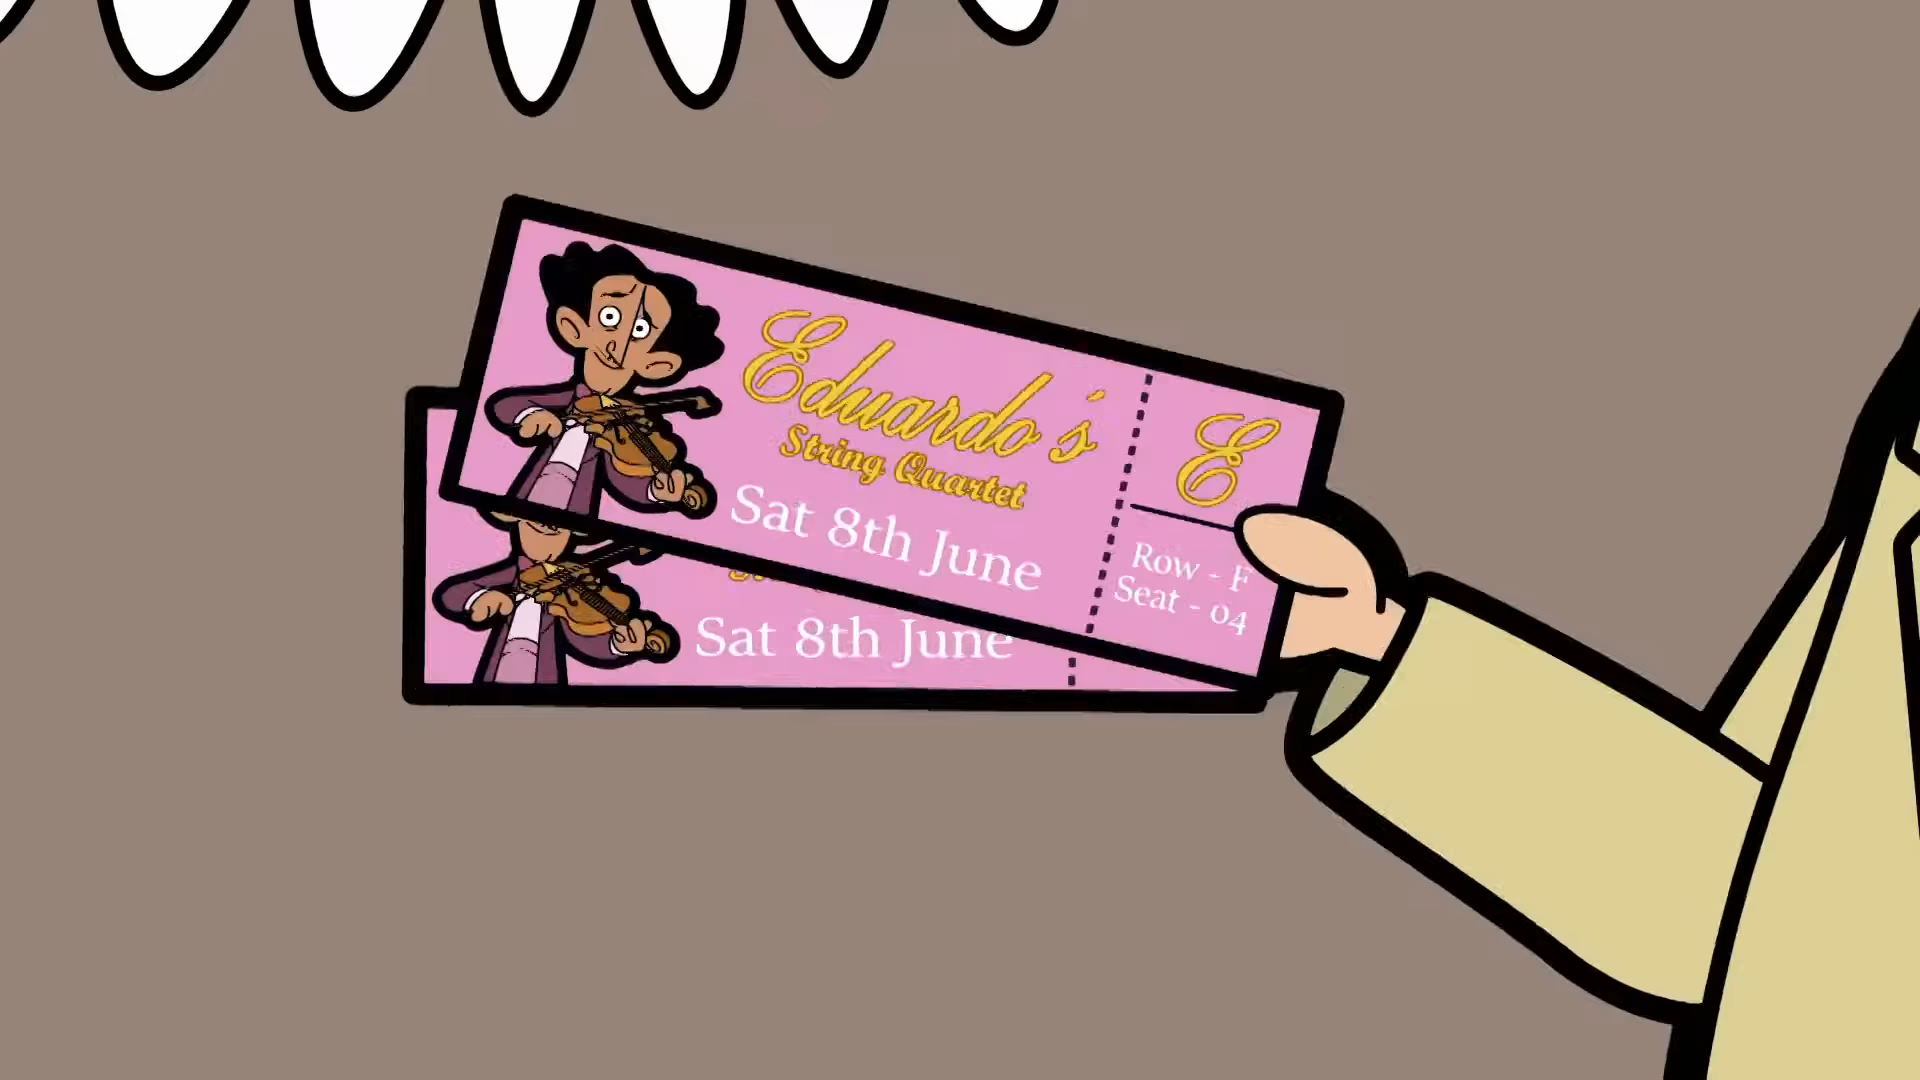 Eduardo's
String Quartet
Sat 8th June
E
Row - F
Seat - 04
Sat 8th June